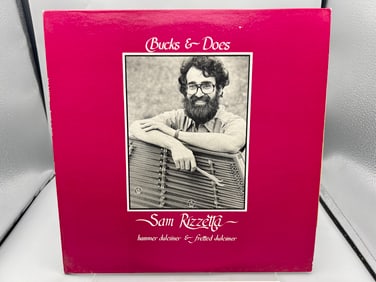 Bucks & Does
Sam Rizzetta
hammer dulcimer & fretted dulcimer